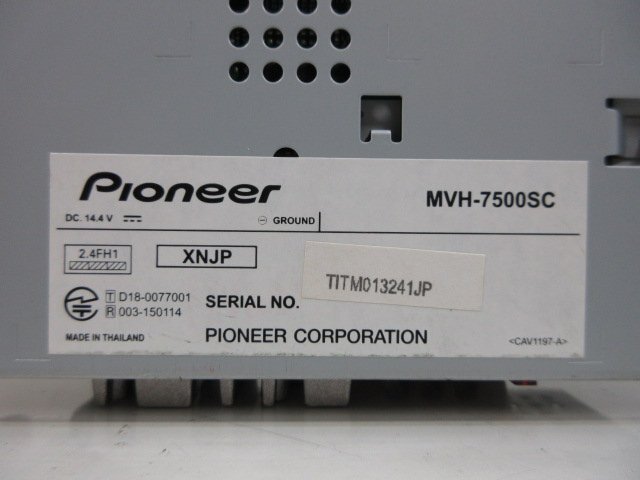 Pioneer
MVH-7500SC
DC. 14.4 V
⊖ GROUND
2.4FH1
XNJP
TITM013241JP
T D18-0077001
R 003-150114
SERIAL NO.
MADE IN THAILAND
PIONEER CORPORATION
<CAV1197-A>